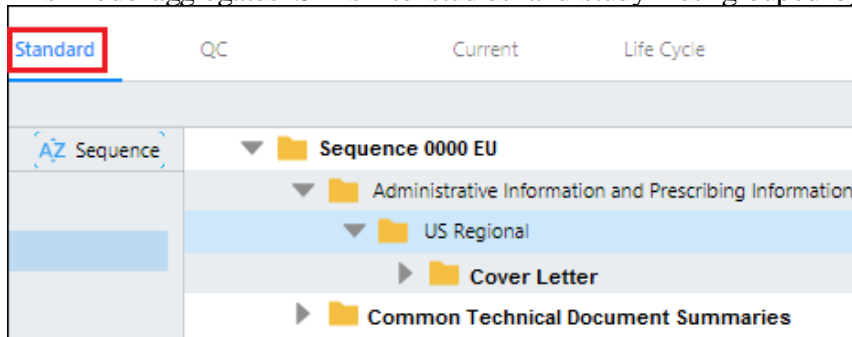 Standard QC Current Life Cycle
AZ Sequence
Sequence 0000 EU
Administrative Information and Prescribing Information
US Regional
Cover Letter
Common Technical Document Summaries